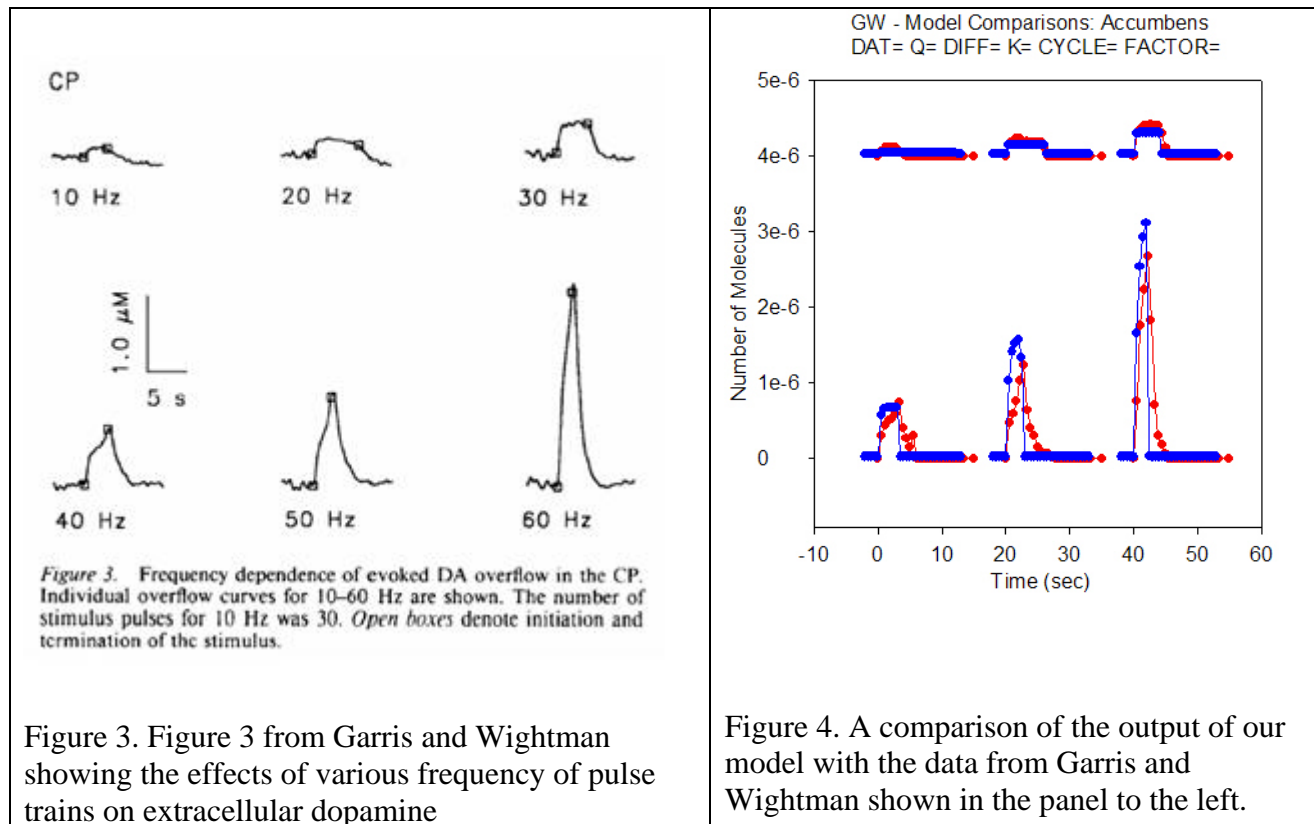 CP
10 Hz
20 Hz
30 Hz
1.0 μM
5 s
40 Hz
50 Hz
60 Hz
Figure 3. Frequency dependence of evoked DA overflow in the CP.
Individual overflow curves for 10–60 Hz are shown. The number of
stimulus pulses for 10 Hz was 30. Open boxes denote initiation and
termination of the stimulus.
Figure 3. Figure 3 from Garris and Wightman
showing the effects of various frequency of pulse
trains on extracellular dopamine
GW - Model Comparisons: Accumbens
DAT= Q= DIFF= K= CYCLE= FACTOR=
5e-6
4e-6
3e-6
2e-6
1e-6
0
Number of Molecules
-10 0 10 20 30 40 50 60
Time (sec)
Figure 4. A comparison of the output of our
model with the data from Garris and
Wightman shown in the panel to the left.